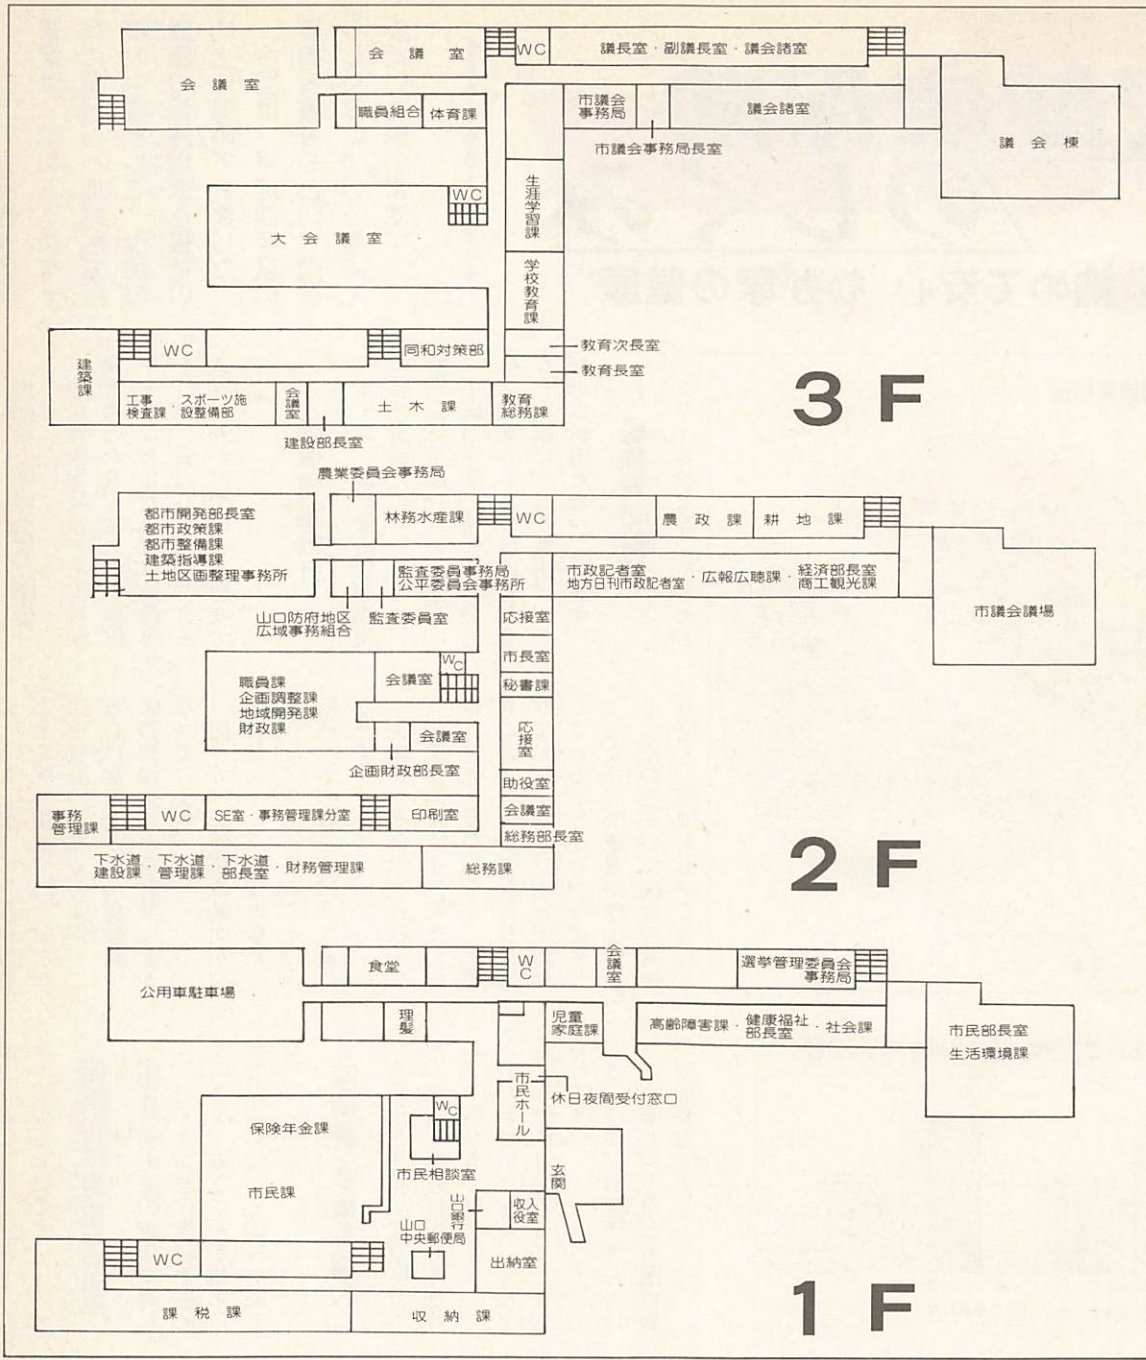 会議室
会議室
WC
議長室・副議長室・議会諸室
職員組合
体育課
市議会
事務局
議会諸室
市議会事務局長室
議会棟
生涯学習課
WC
大会議室
学校教育課
教育次長室
教育長室
建築課
WC
同和対策部
工事
検査課・スポーツ施
設整備部
会議室
土木課
教育
総務課
建設部長室
3F
農業委員会事務局
都市開発部長室
都市政策課
都市整備課
建築指導課
土地区画整理事務所
林務水産課
WC
農政課
耕地課
監査委員事務局
公平委員会事務所
市政記者室
地方日刊市政記者室・広報広聴課・経済部長室
商工観光課
山口防府地区
広域事務組合
監査委員室
市議会議場
応接室
市長室
秘書課
応接室
助役室
会議室
総務部長室
職員課
企画調整課
地域開発課
財政課
会議室
WC
会議室
企画財政部長室
事務
管理課
WC
SE室・事務管理課分室
印刷室
下水道
建設課・下水道
管理課・下水道
部長室・財務管理課
総務課
2F
公用車駐車場
食堂
WC
会議室
選挙管理委員会
事務局
理髪
児童
家庭課
高齢障害課・健康福祉
部長室・社会課
市民部長室
生活環境課
市民ホール
休日夜間受付窓口
保険年金課
市民課
WC
市民相談室
玄関
山口銀行
収入
役室
山口
中央郵便局
出納室
WC
課税課
収納課
1F